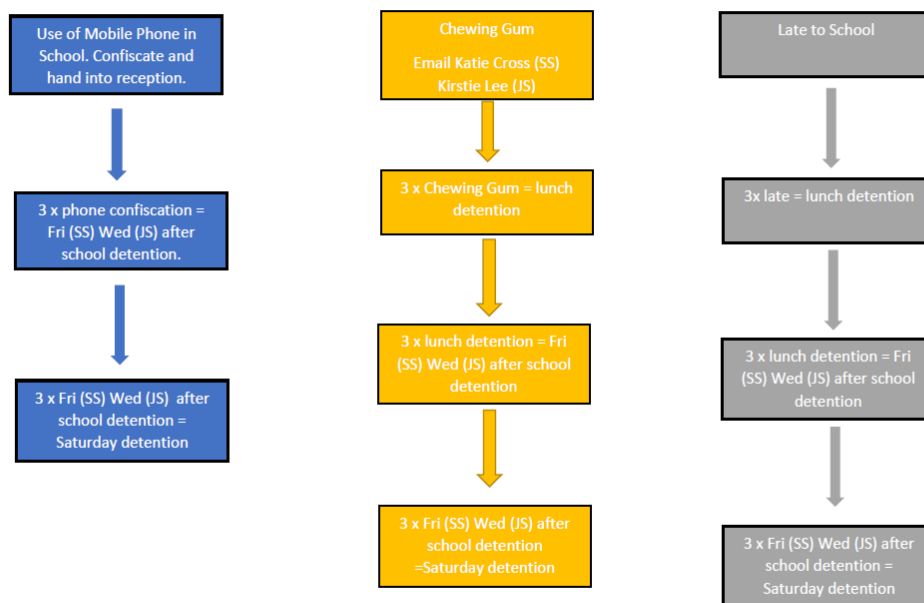 Use of Mobile Phone in
School. Confiscate and
hand into reception.
3 x phone confiscation =
Fri (SS) Wed (JS) after
school detention.
3 x Fri (SS) Wed (JS) after
school detention =
Saturday detention
Chewing Gum
Email Katie Cross (SS)
Kirstie Lee (JS)
3 x Chewing Gum = lunch
detention
3 x lunch detention = Fri
(SS) Wed (JS) after school
detention
3 x Fri (SS) Wed (JS) after
school detention
=Saturday detention
Late to School
3x late = lunch detention
3 x lunch detention = Fri
(SS) Wed (JS) after school
detention
3 x Fri (SS) Wed (JS) after
school detention =
Saturday detention